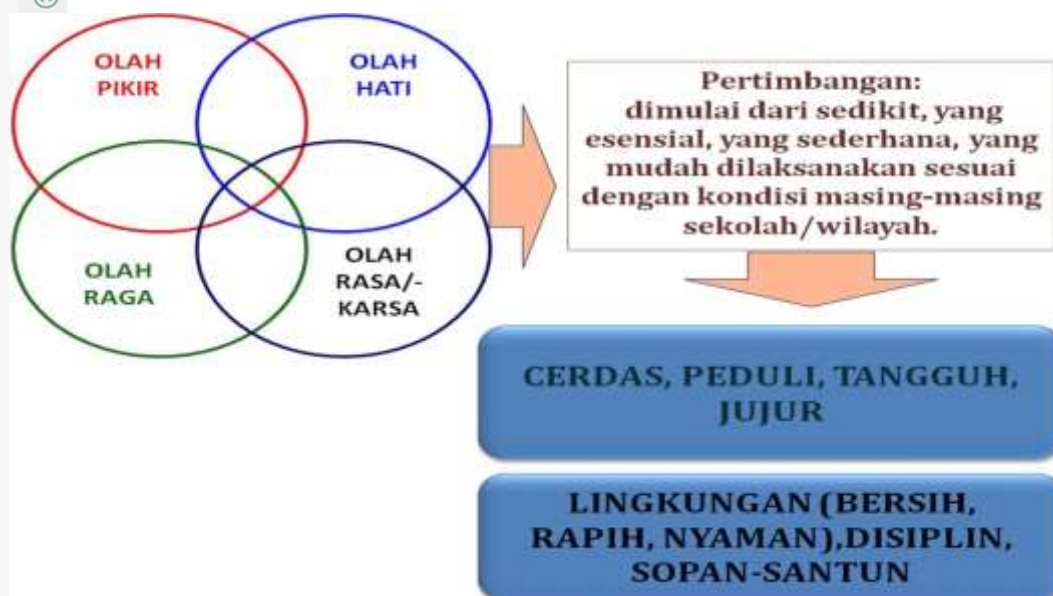 OLAH
PIKIR
OLAH
HATI
OLAH
RAGA
OLAH
RASA/-
KARSA
Pertimbangan:
dimulai dari sedikit, yang
esensial, yang sederhana, yang
mudah dilaksanakan sesuai
dengan kondisi masing-masing
sekolah/wilayah.
CERDAS, PEDULI, TANGGUH,
JUJUR
LINGKUNGAN (BERSIH,
RAPIH, NYAMAN),DISIPLIN,
SOPAN-SANTUN